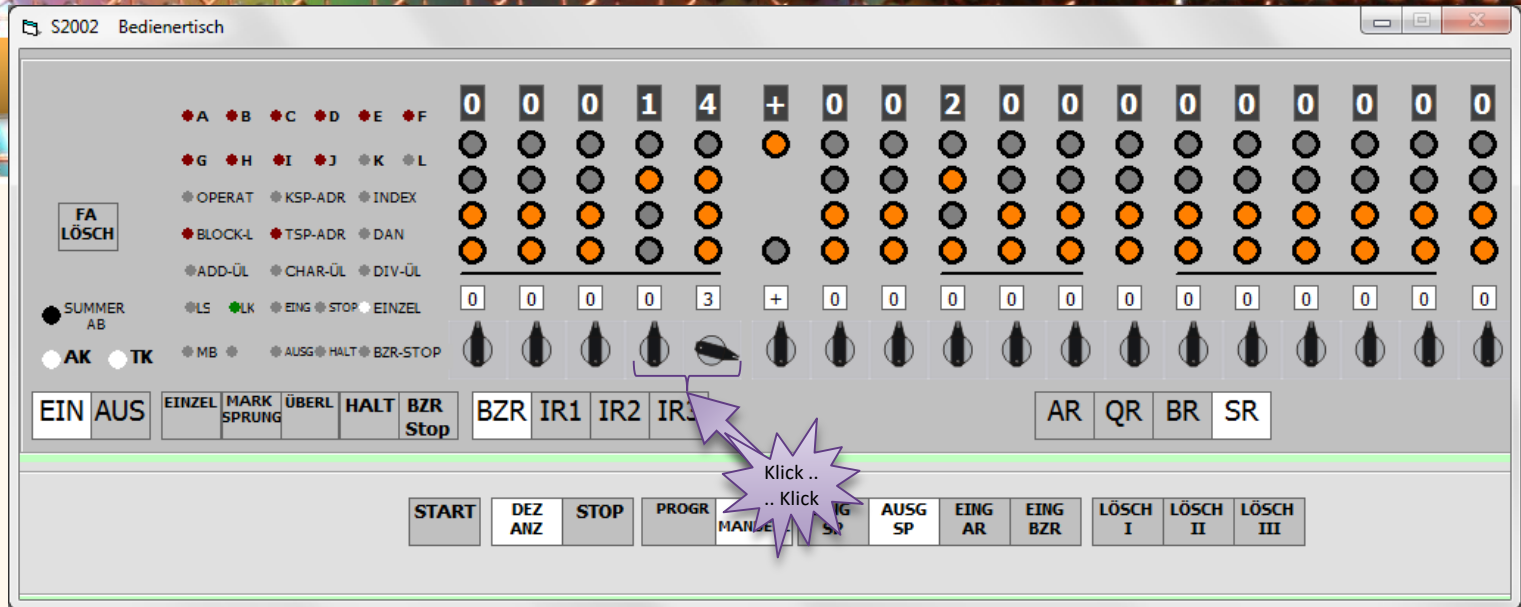 S2002 Bedienertisch
0 0 0 1 4 + 0 0 2 0 0 0 0 0 0 0 0 0
A B C D E F
G H I J K L
OPERAT KSP-ADR INDEX
FA
LÖSCH
BLOCK-L TSP-ADR DAN
ADD-ÜL CHAR-ÜL DIV-ÜL
0 0 0 0 3 + 0 0 0 0 0 0 0 0 0 0 0 0
SUMMER
AB
LS LK EING STOP EINZEL
AK TK
MB AUSG HALT BZR-STOP
EIN AUS
EINZEL
MARK
SPRUNG
ÜBERL
HALT
BZR
Stop
BZR IR1 IR2 IR3
AR QR BR SR
Klick ..
.. Klick
START
DEZ
ANZ
STOP
PROGR
AUSG
SP
EING
AR
EING
BZR
LÖSCH
I
LÖSCH
II
LÖSCH
III